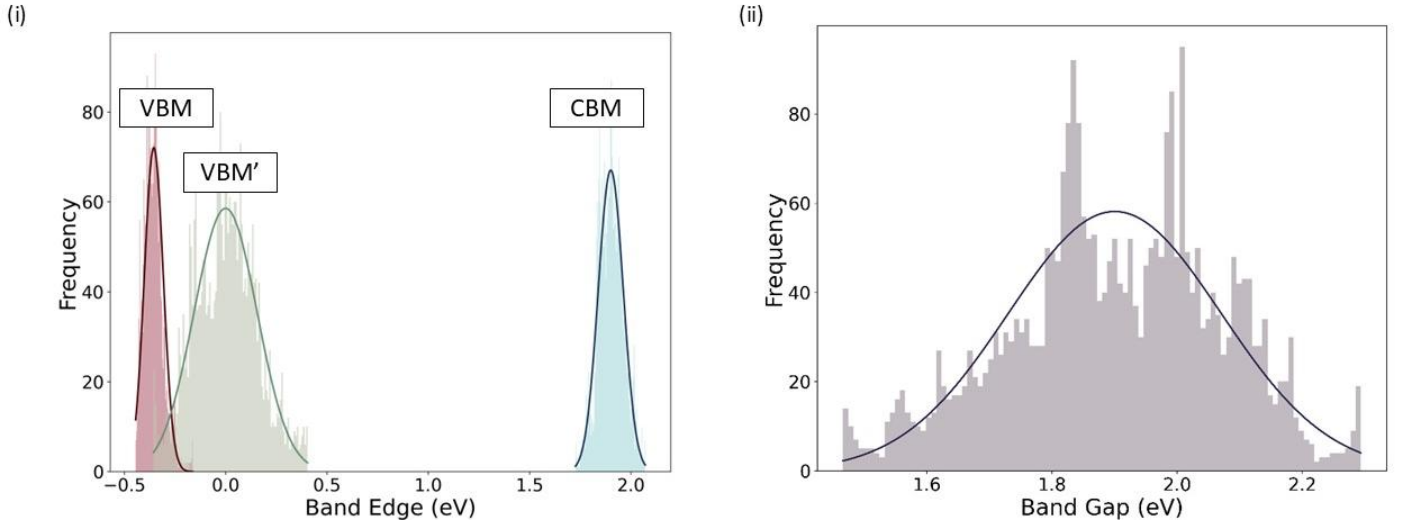 (i)
(ii)
VBM
VBM’
CBM
Frequency
80
60
40
20
0
−0.5
0.0
0.5
1.0
1.5
2.0
Band Edge (eV)
Frequency
80
60
40
20
0
1.6
1.8
2.0
2.2
Band Gap (eV)